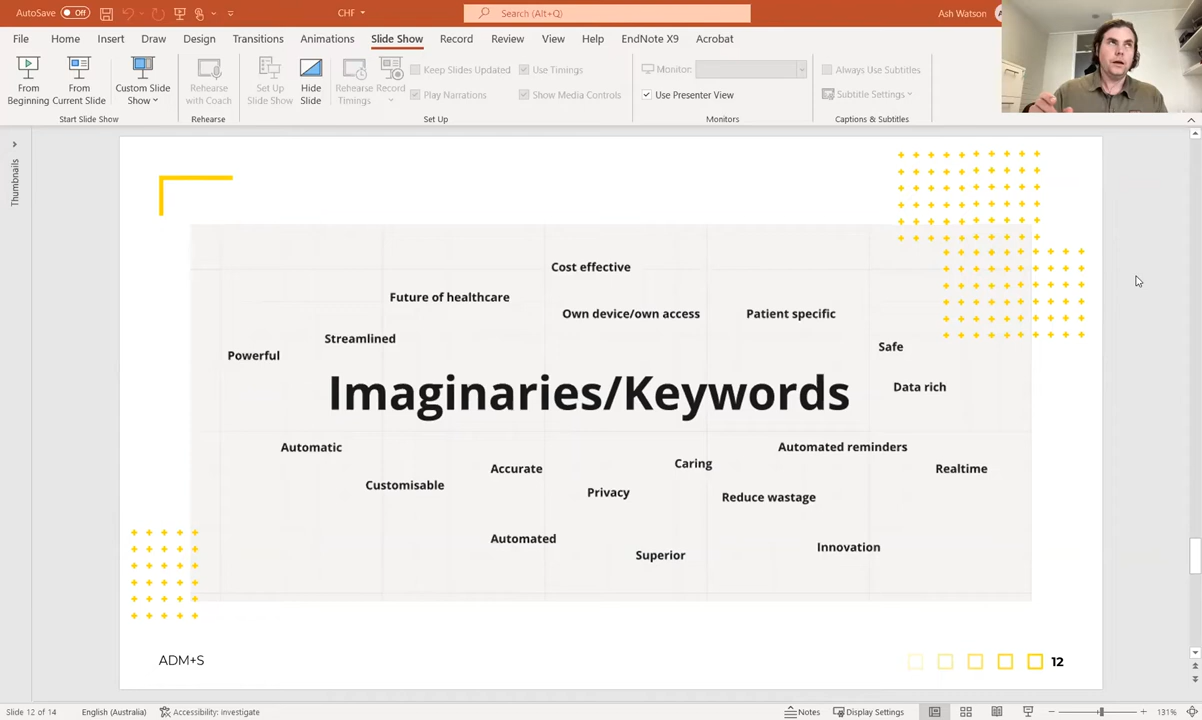 AutoSave Off
CHF
Search (Alt+Q)
Ash Watson
File Home Insert Draw Design Transitions Animations Slide Show Record Review View Help EndNote X9 Acrobat
From Beginning
From Current Slide
Custom Slide Show
Start Slide Show
Rehearse with Coach
Rehearse
Set Up Slide Show
Hide Slide
Rehearse Timings
Record
Keep Slides Updated
Use Timings
Play Narrations
Show Media Controls
Set Up
Monitor:
Use Presenter View
Monitors
Always Use Subtitles
Subtitle Settings
Captions & Subtitles
Thumbnails
Cost effective
Future of healthcare
Own device/own access
Patient specific
Streamlined
Safe
Powerful
Imaginaries/Keywords
Data rich
Automatic
Automated reminders
Accurate
Caring
Realtime
Customisable
Privacy
Reduce wastage
Automated
Superior
Innovation
ADM+S
12
Slide 12 of 14
English (Australia)
Accessibility: Investigate
Notes
Display Settings
131%